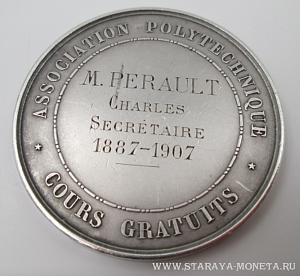 ASSOCIATION POLYTECHNIQUE
M. PERAULT
CHARLES
SECRÉTAIRE
1887-1907
COURS GRATUITS
WWW.STARAYA-MONETA.RU